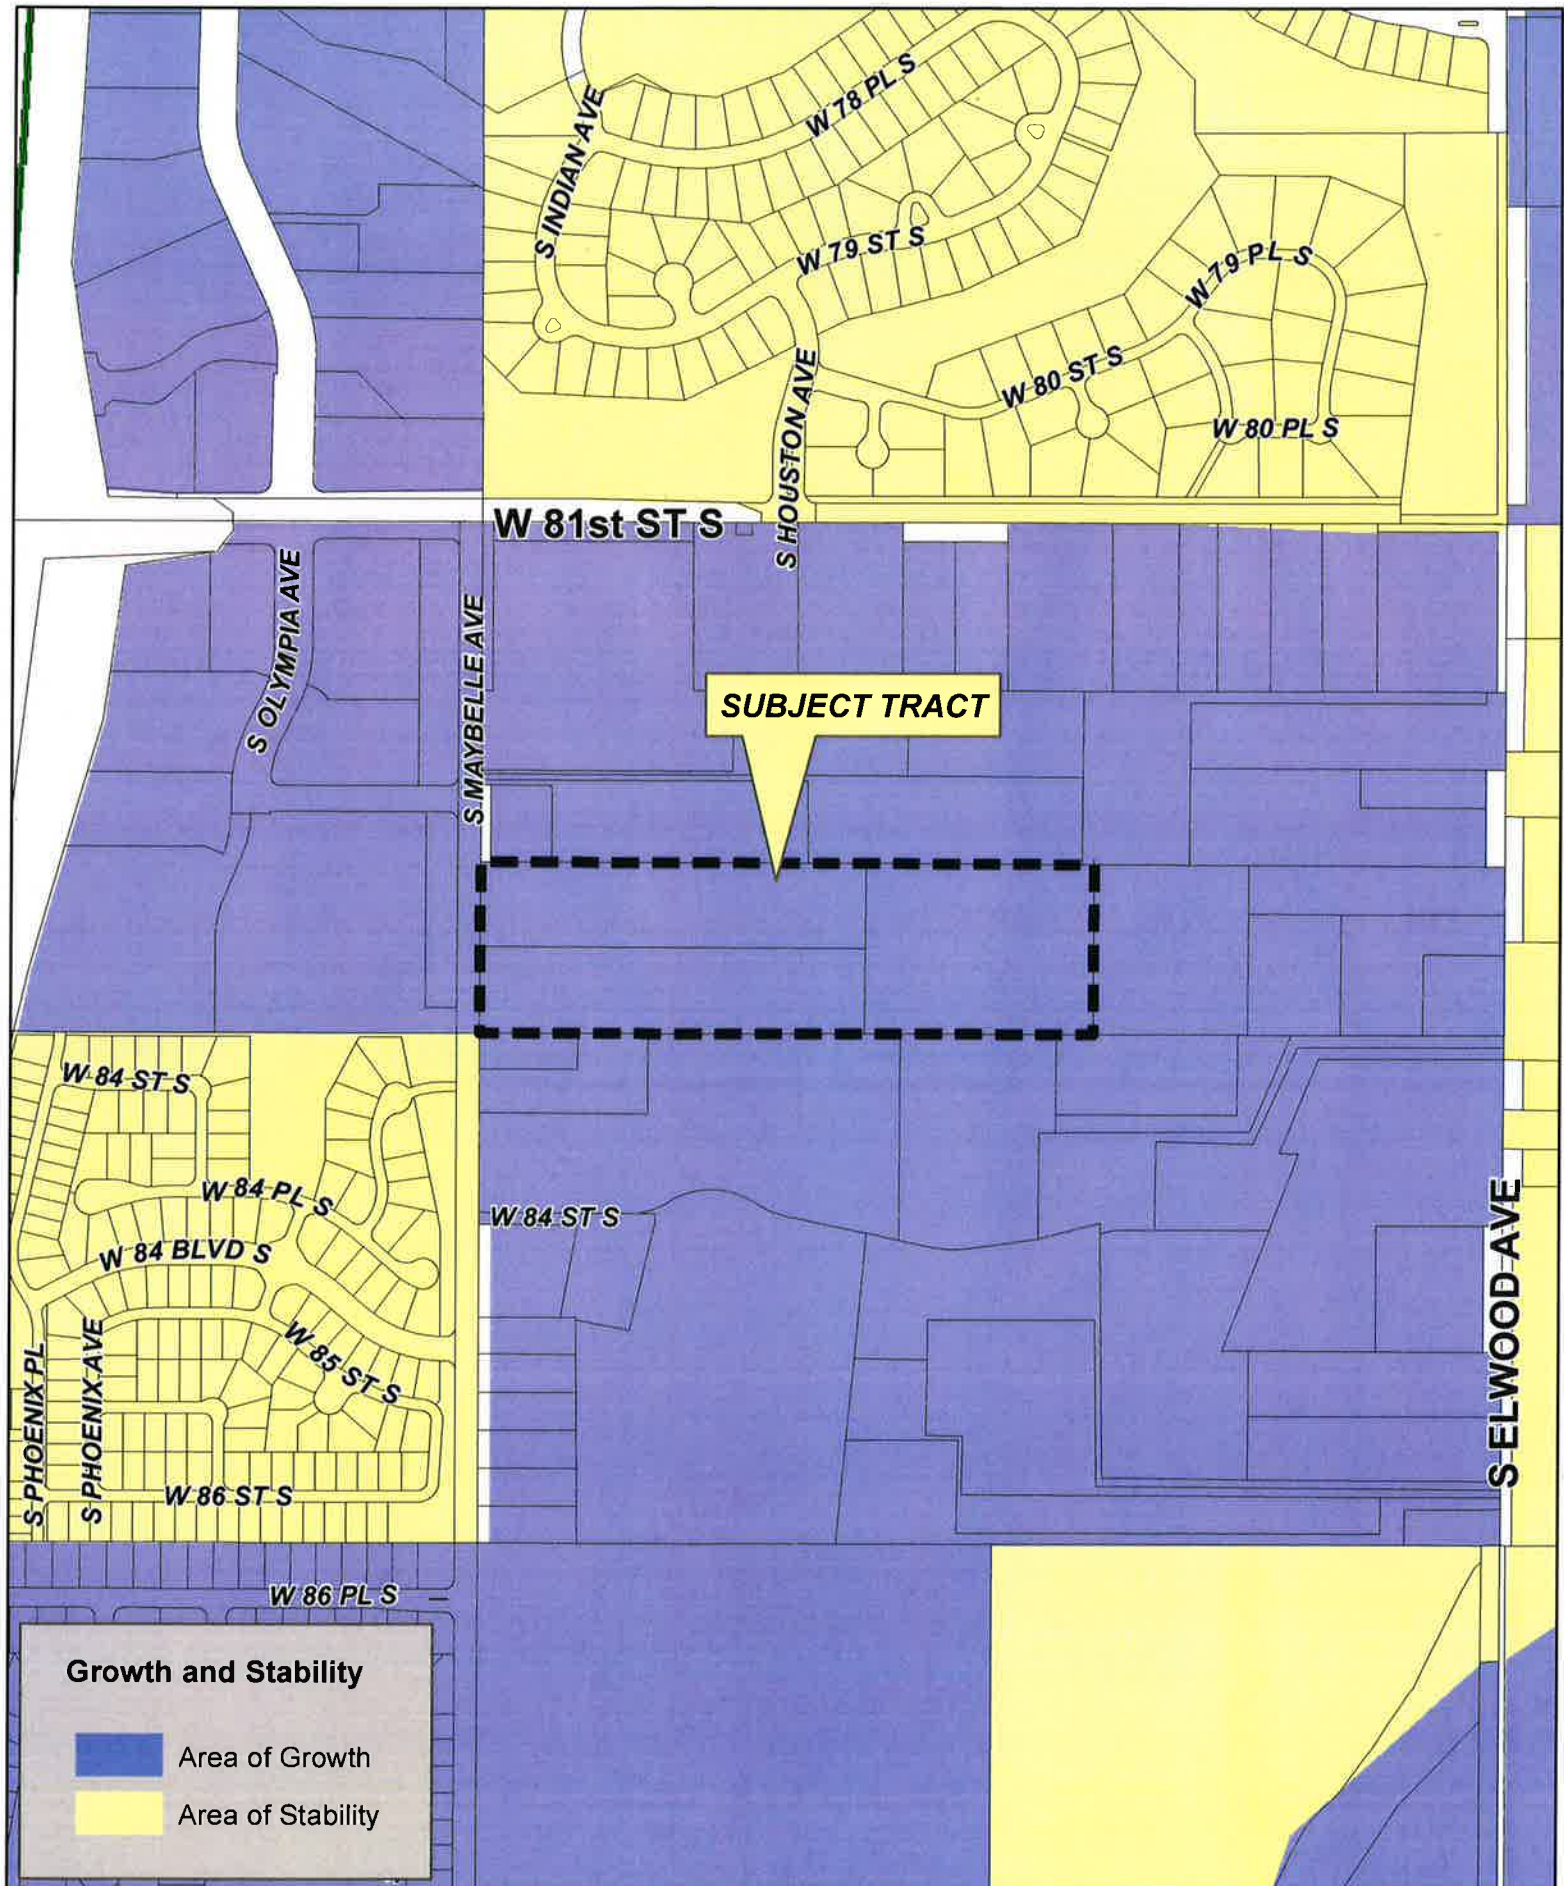 W 78 PL S
S INDIAN AVE
W 79 ST S
W 79 PL S
S HOUSTON AVE
W 80 ST S
W 80 PL S
W 81st ST S
S OLYMPIA AVE
S MAYBELLE AVE
SUBJECT TRACT
W 84 ST S
W 84 PL S
W 84 ST S
W 84 BLVD S
S ELWOOD AVE
W 85 ST S
S PHOENIX PL
S PHOENIX AVE
W 86 ST S
W 86 PL S
Growth and Stability
Area of Growth
Area of Stability